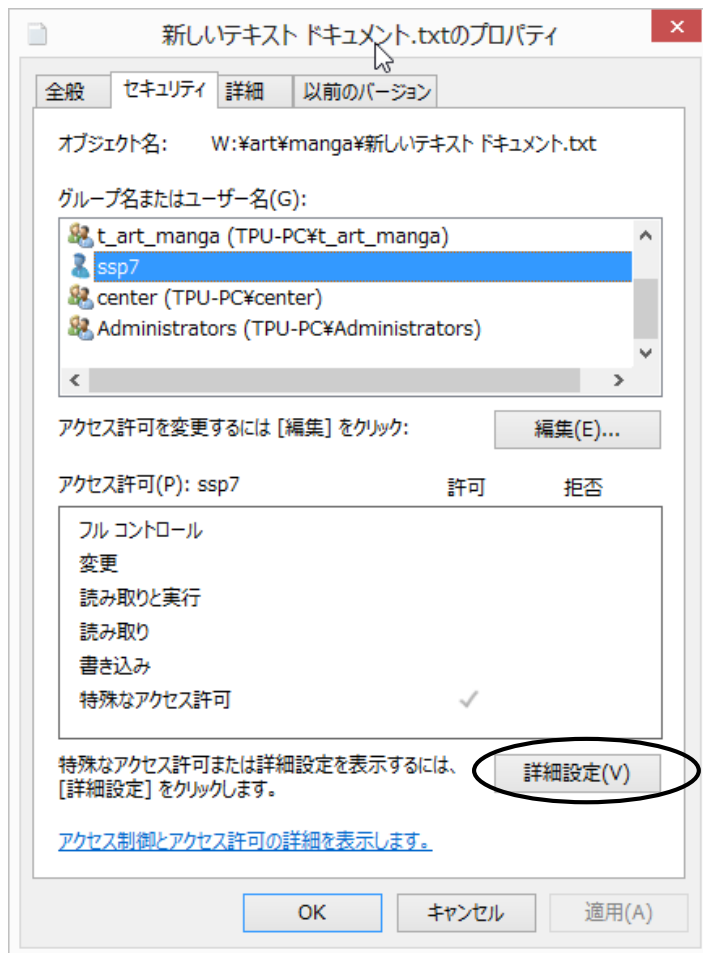 新しいテキスト ドキュメント.txtのプロパティ
全般 セキュリティ 詳細 以前のバージョン
オブジェクト名: W:¥art¥manga¥新しいテキスト ドキュメント.txt
グループ名またはユーザー名(G):
t_art_manga (TPU-PC¥t_art_manga)
ssp7
center (TPU-PC¥center)
Administrators (TPU-PC¥Administrators)
アクセス許可を変更するには [編集] をクリック: 編集(E)...
アクセス許可(P): ssp7 許可 拒否
フル コントロール
変更
読み取りと実行
読み取り
書き込み
特殊なアクセス許可
特殊なアクセス許可または詳細設定を表示するには、
[詳細設定] をクリックします。 詳細設定(V)
アクセス制御とアクセス許可の詳細を表示します。
OK キャンセル 適用(A)